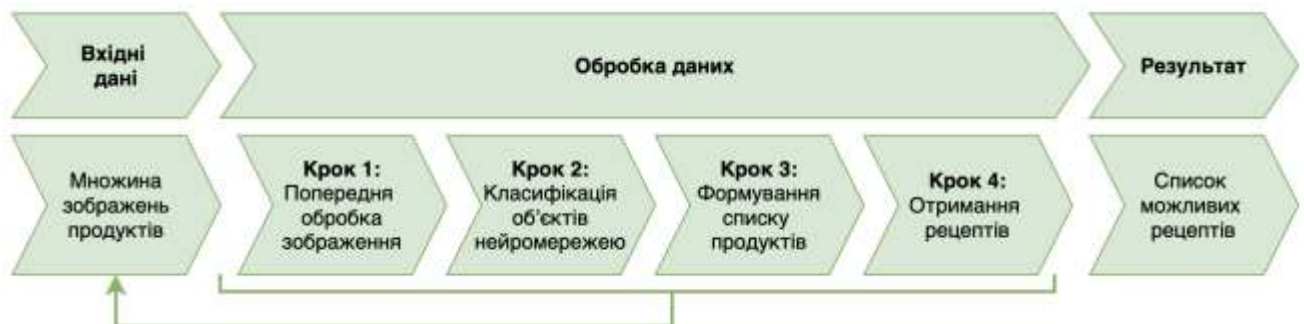 Вхідні
дані
Обробка даних
Результат
Множина
зображень
продуктів
Крок 1:
Попередня
обробка
зображення
Крок 2:
Класифікація
об'єктів
нейромережею
Крок 3:
Формування
списку
продуктів
Крок 4:
Отримання
рецептів
Список
можливих
рецептів